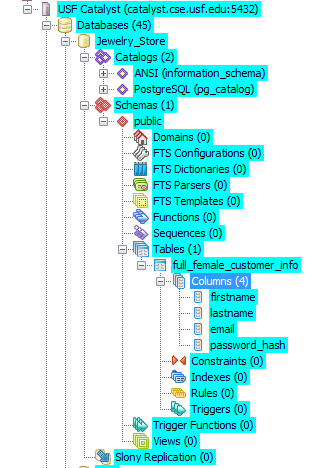 USF Catalyst (catalyst.cse.usf.edu:5432)
Databases (45)
Jewelry_Store
Catalogs (2)
ANSI (information_schema)
PostgreSQL (pg_catalog)
Schemas (1)
public
Domains (0)
FTS Configurations (0)
FTS Dictionaries (0)
FTS Parsers (0)
FTS Templates (0)
Functions (0)
Sequences (0)
Tables (1)
full_female_customer_info
Columns (4)
firstname
lastname
email
password_hash
Constraints (0)
Indexes (0)
Rules (0)
Triggers (0)
Trigger Functions (0)
Views (0)
Slony Replication (0)